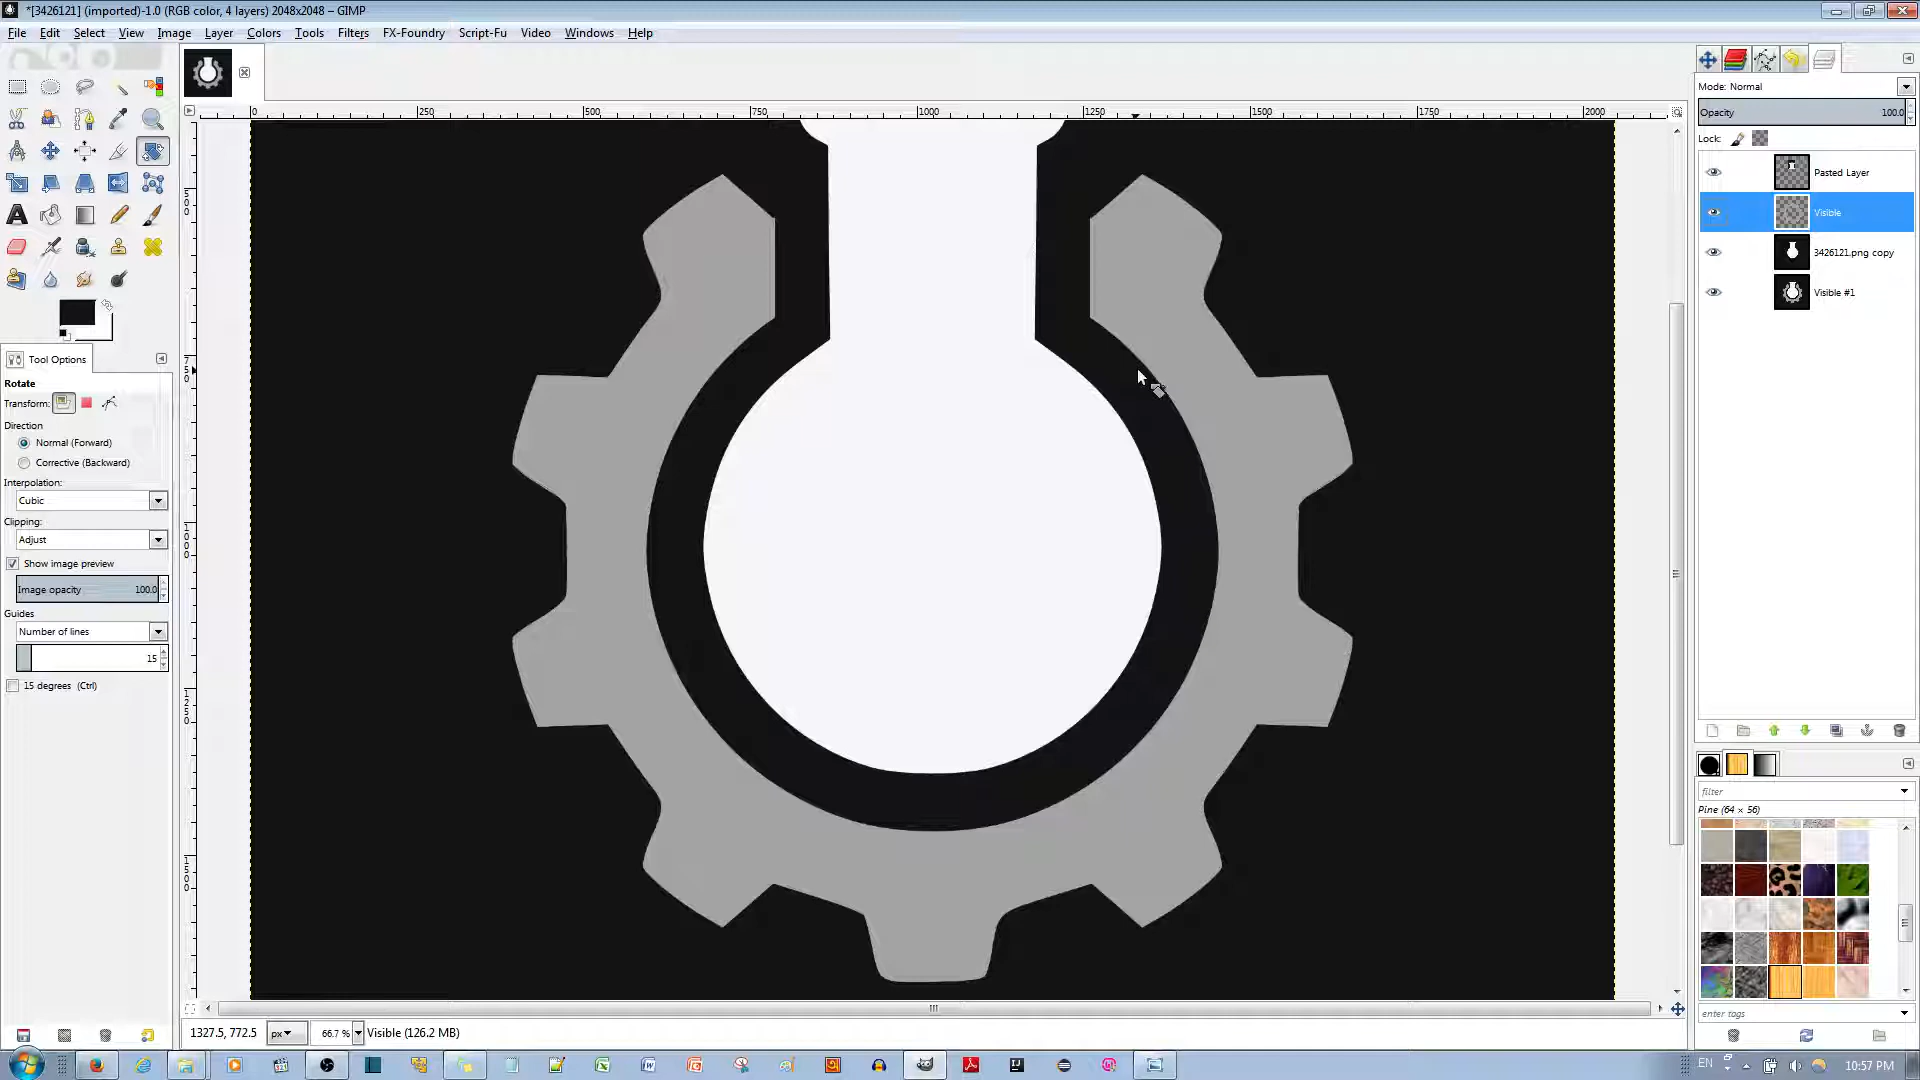 *[3426121] (imported)-1.0 (RGB color, 4 layers) 2048x2048 – GIMP
File Edit Select View Image Layer Colors Tools Filters FX-Foundry Script-Fu Video Windows Help
0 250 500 750 1000 1250 1500 1750 2000
Mode: Normal
Opacity 100.0
Lock:
Pasted Layer
Visible
3426121.png copy
Visible #1
500
750
1000
1250
1500
Tool Options
Rotate
Transform:
Direction
Normal (Forward)
Corrective (Backward)
Interpolation:
Cubic
Clipping:
Adjust
Show image preview
Image opacity 100.0
Guides
Number of lines
15
15 degrees (Ctrl)
filter
Pine (64 × 56)
enter tags
1327.5, 772.5 px 66.7 % Visible (126.2 MB)
EN 10:57 PM